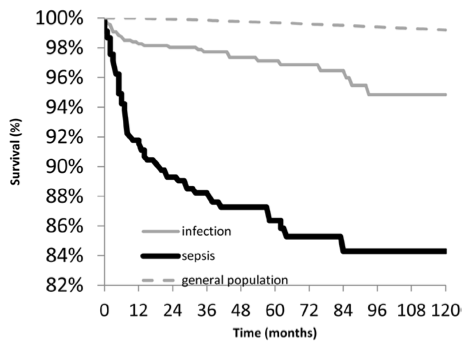 100%
98%
96%
94%
92%
90%
88%
86%
84%
82%
Survival (%)
infection
sepsis
general population
0 12 24 36 48 60 72 84 96 108 120
Time (months)